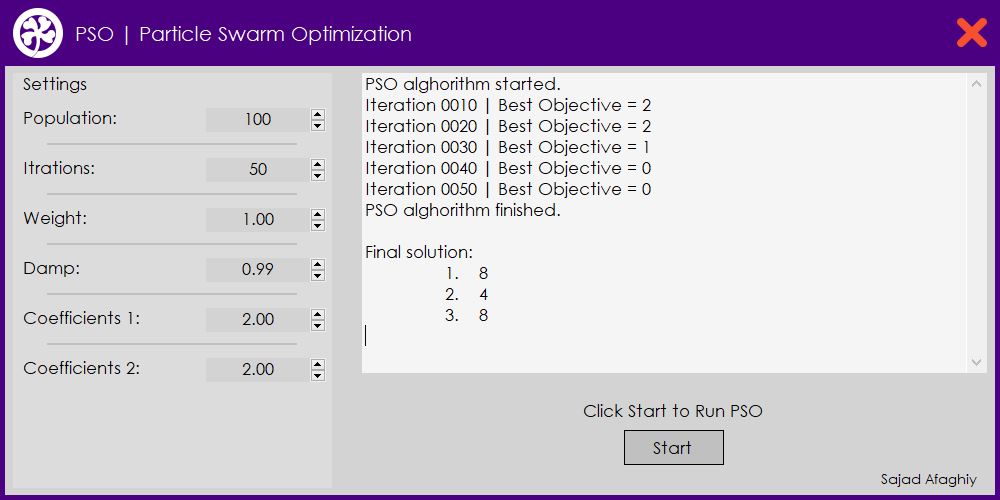 PSO | Particle Swarm Optimization
Settings
Population: 100
Itrations: 50
Weight: 1.00
Damp: 0.99
Coefficients 1: 2.00
Coefficients 2: 2.00
PSO alghorithm started.
Iteration 0010 | Best Objective = 2
Iteration 0020 | Best Objective = 2
Iteration 0030 | Best Objective = 1
Iteration 0040 | Best Objective = 0
Iteration 0050 | Best Objective = 0
PSO alghorithm finished.
Final solution:
1. 8
2. 4
3. 8
Click Start to Run PSO
Start
Sajad Afaghiy